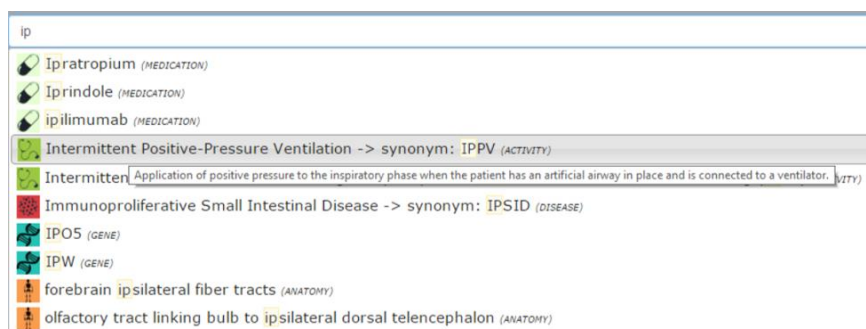 ip
Ipratropium (MEDICATION)
Iprindole (MEDICATION)
ipilimumab (MEDICATION)
Intermittent Positive-Pressure Ventilation -> synonym: IPPV (ACTIVITY)
Application of positive pressure to the inspiratory phase when the patient has an artificial airway in place and is connected to a ventilator.
Immunoproliferative Small Intestinal Disease -> synonym: IPSID (DISEASE)
IPO5 (GENE)
IPW (GENE)
forebrain ipsilateral fiber tracts (ANATOMY)
olfactory tract linking bulb to ipsilateral dorsal telencephalon (ANATOMY)